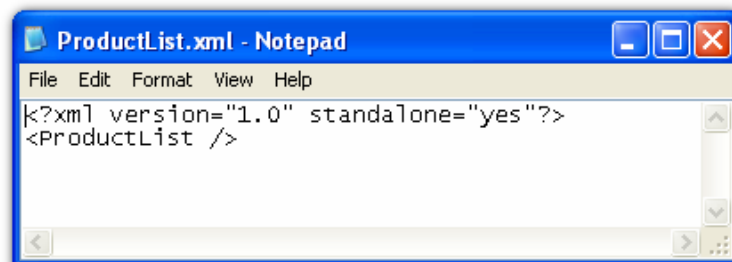 ProductList.xml - Notepad
File Edit Format View Help
<?xml version="1.0" standalone="yes"?>
<ProductList />